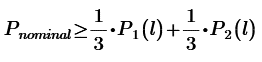 P_nominal ≥ 1/3 • P_1(l) + 1/3 • P_2(l)